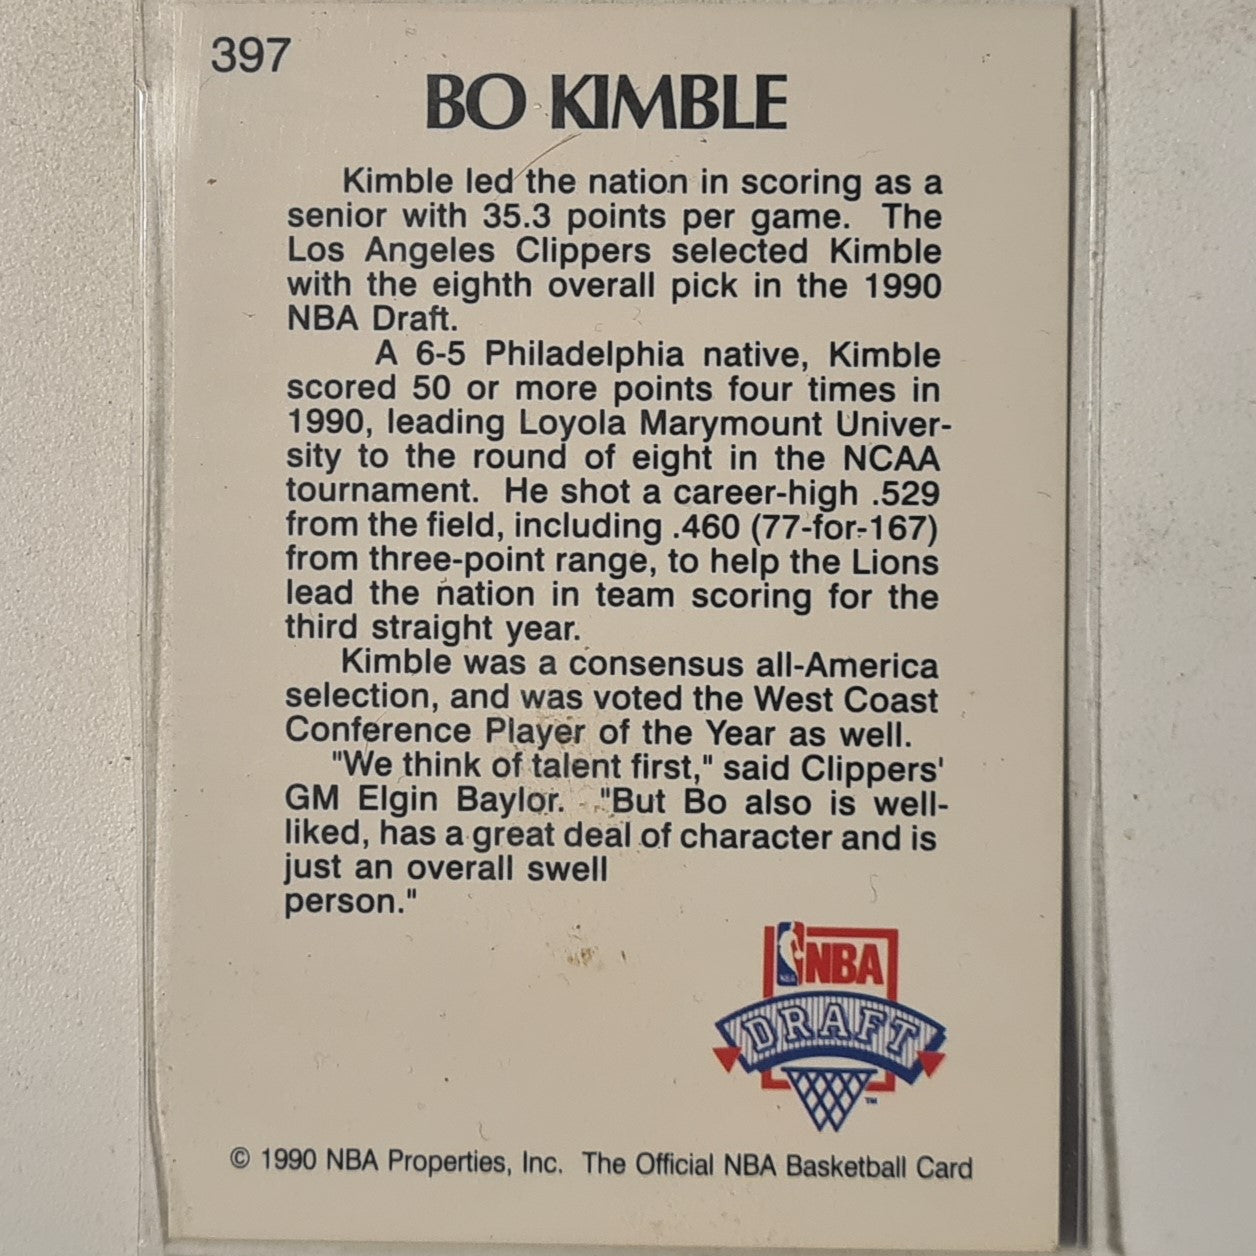 397
BO KIMBLE
Kimble led the nation in scoring as a
senior with 35.3 points per game. The
Los Angeles Clippers selected Kimble
with the eighth overall pick in the 1990
NBA Draft.
A 6-5 Philadelphia native, Kimble
scored 50 or more points four times in
1990, leading Loyola Marymount Univer-
sity to the round of eight in the NCAA
tournament. He shot a career-high .529
from the field, including .460 (77-for-167)
from three-point range, to help the Lions
lead the nation in team scoring for the
third straight year.
Kimble was a consensus all-America
selection, and was voted the West Coast
Conference Player of the Year as well.
"We think of talent first," said Clippers'
GM Elgin Baylor. "But Bo also is well-
liked, has a great deal of character and is
just an overall swell
person."
NBA
NBA
DRAFT
TM
© 1990 NBA Properties, Inc. The Official NBA Basketball Card